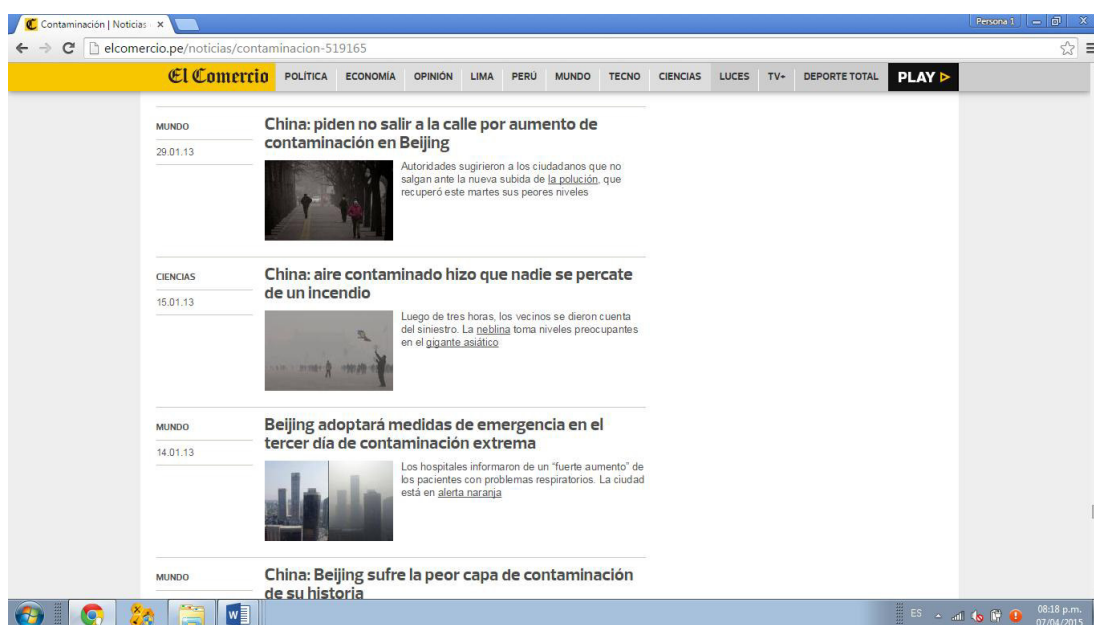 Contaminación | Noticias
Persona 1
elcomercio.pe/noticias/contaminacion-519165
El Comercio POLÍTICA ECONOMÍA OPINIÓN LIMA PERÚ MUNDO TECNO CIENCIAS LUCES TV+ DEPORTE TOTAL PLAY
MUNDO
29.01.13
China: piden no salir a la calle por aumento de
contaminación en Beijing
Autoridades sugirieron a los ciudadanos que no
salgan ante la nueva subida de la polución, que
recuperó este martes sus peores niveles
CIENCIAS
15.01.13
China: aire contaminado hizo que nadie se percate
de un incendio
Luego de tres horas, los vecinos se dieron cuenta
del siniestro. La neblina toma niveles preocupantes
en el gigante asiático
MUNDO
14.01.13
Beijing adoptará medidas de emergencia en el
tercer día de contaminación extrema
Los hospitales informaron de un "fuerte aumento" de
los pacientes con problemas respiratorios. La ciudad
está en alerta naranja
MUNDO
China: Beijing sufre la peor capa de contaminación
de su historia
ES
08:18 p.m.
07/04/2015